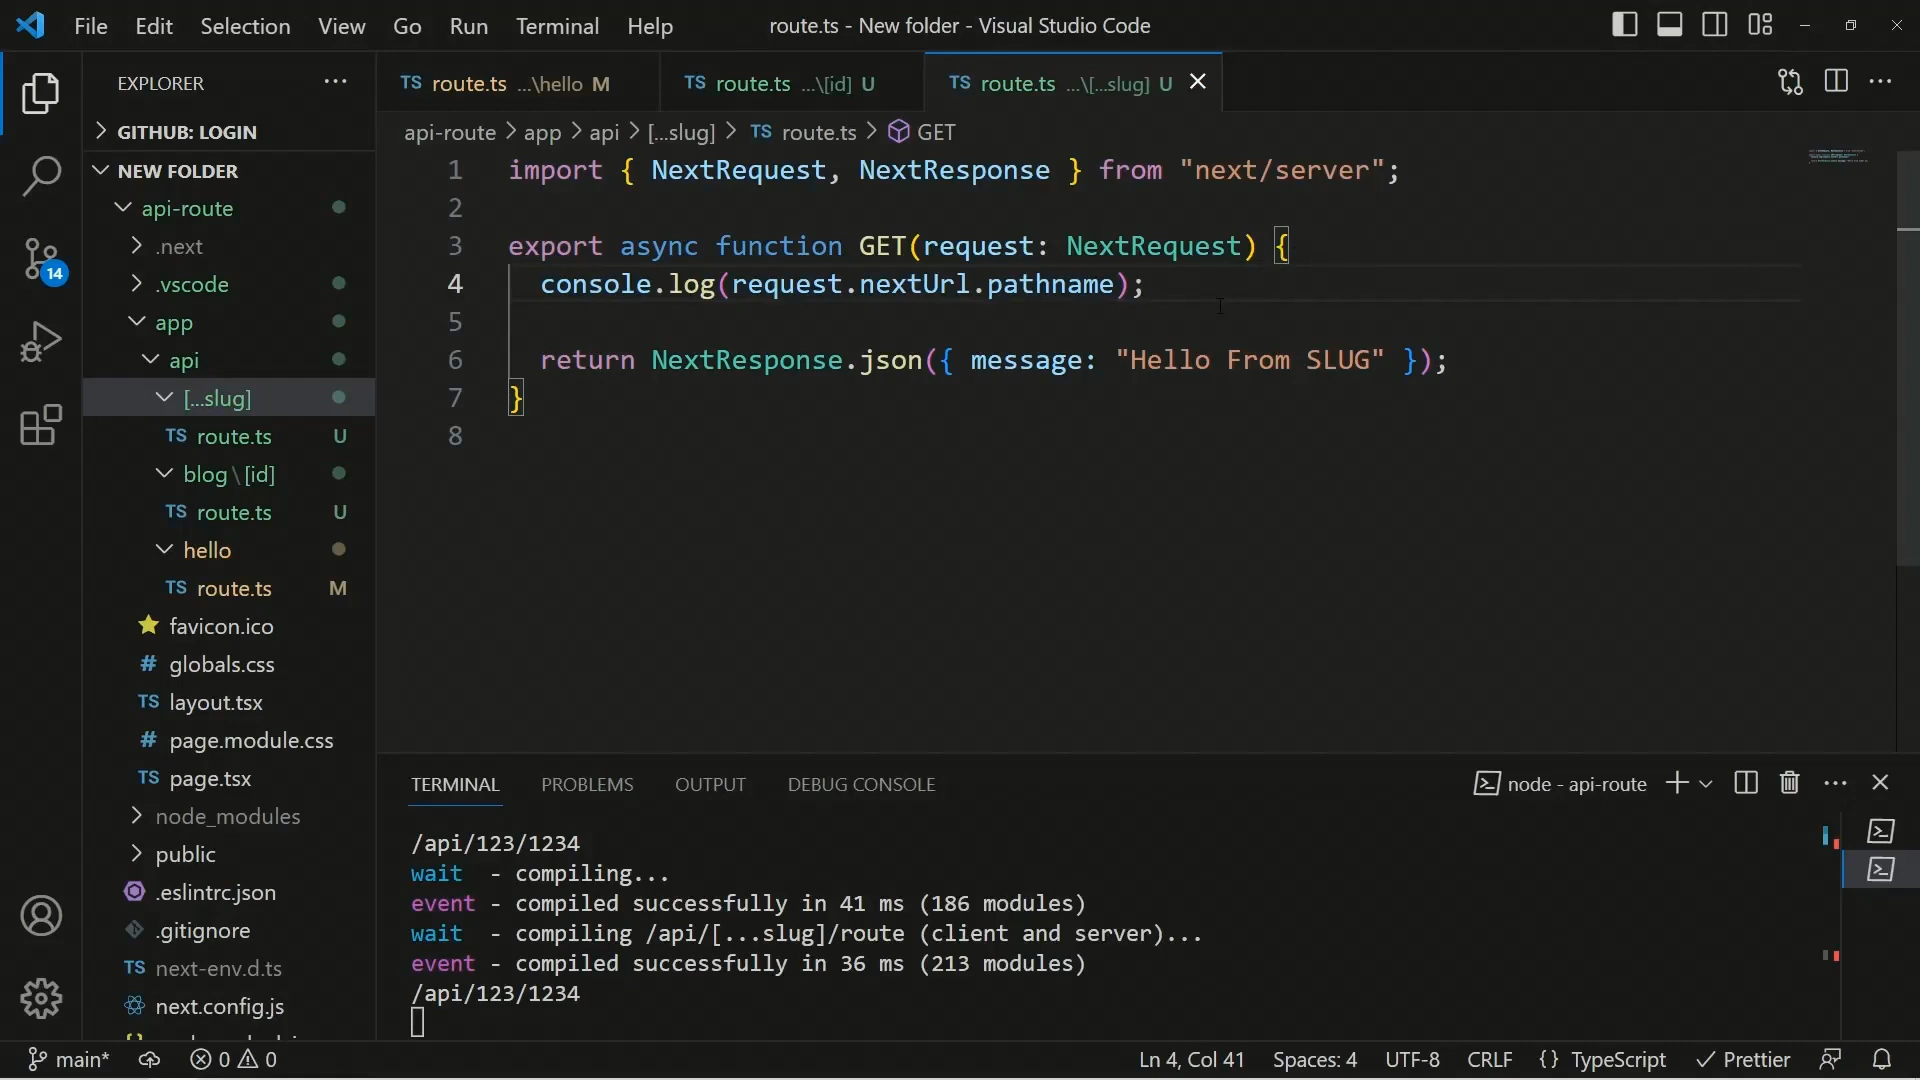 File Edit Selection View Go Run Terminal Help
route.ts - New folder - Visual Studio Code
EXPLORER
GITHUB: LOGIN
NEW FOLDER
api-route
.next
.vscode
app
api
[...slug]
TS route.ts U
blog\[id]
TS route.ts U
hello
TS route.ts M
favicon.ico
# globals.css
TS layout.tsx
# page.module.css
TS page.tsx
node_modules
public
.eslintrc.json
.gitignore
TS next-env.d.ts
next.config.js
14
TS route.ts ...\hello M
TS route.ts ...\[id] U
TS route.ts ...\[...slug] U
api-route > app > api > [...slug] > TS route.ts > GET
1 import { NextRequest, NextResponse } from "next/server";
2
3 export async function GET(request: NextRequest) {
4 console.log(request.nextUrl.pathname);
5
6 return NextResponse.json({ message: "Hello From SLUG" });
7 }
8
TERMINAL PROBLEMS OUTPUT DEBUG CONSOLE
node - api-route
/api/123/1234
wait - compiling...
event - compiled successfully in 41 ms (186 modules)
wait - compiling /api/[...slug]/route (client and server)...
event - compiled successfully in 36 ms (213 modules)
/api/123/1234
main* 0 0
Ln 4, Col 41 Spaces: 4 UTF-8 CRLF {} TypeScript Prettier